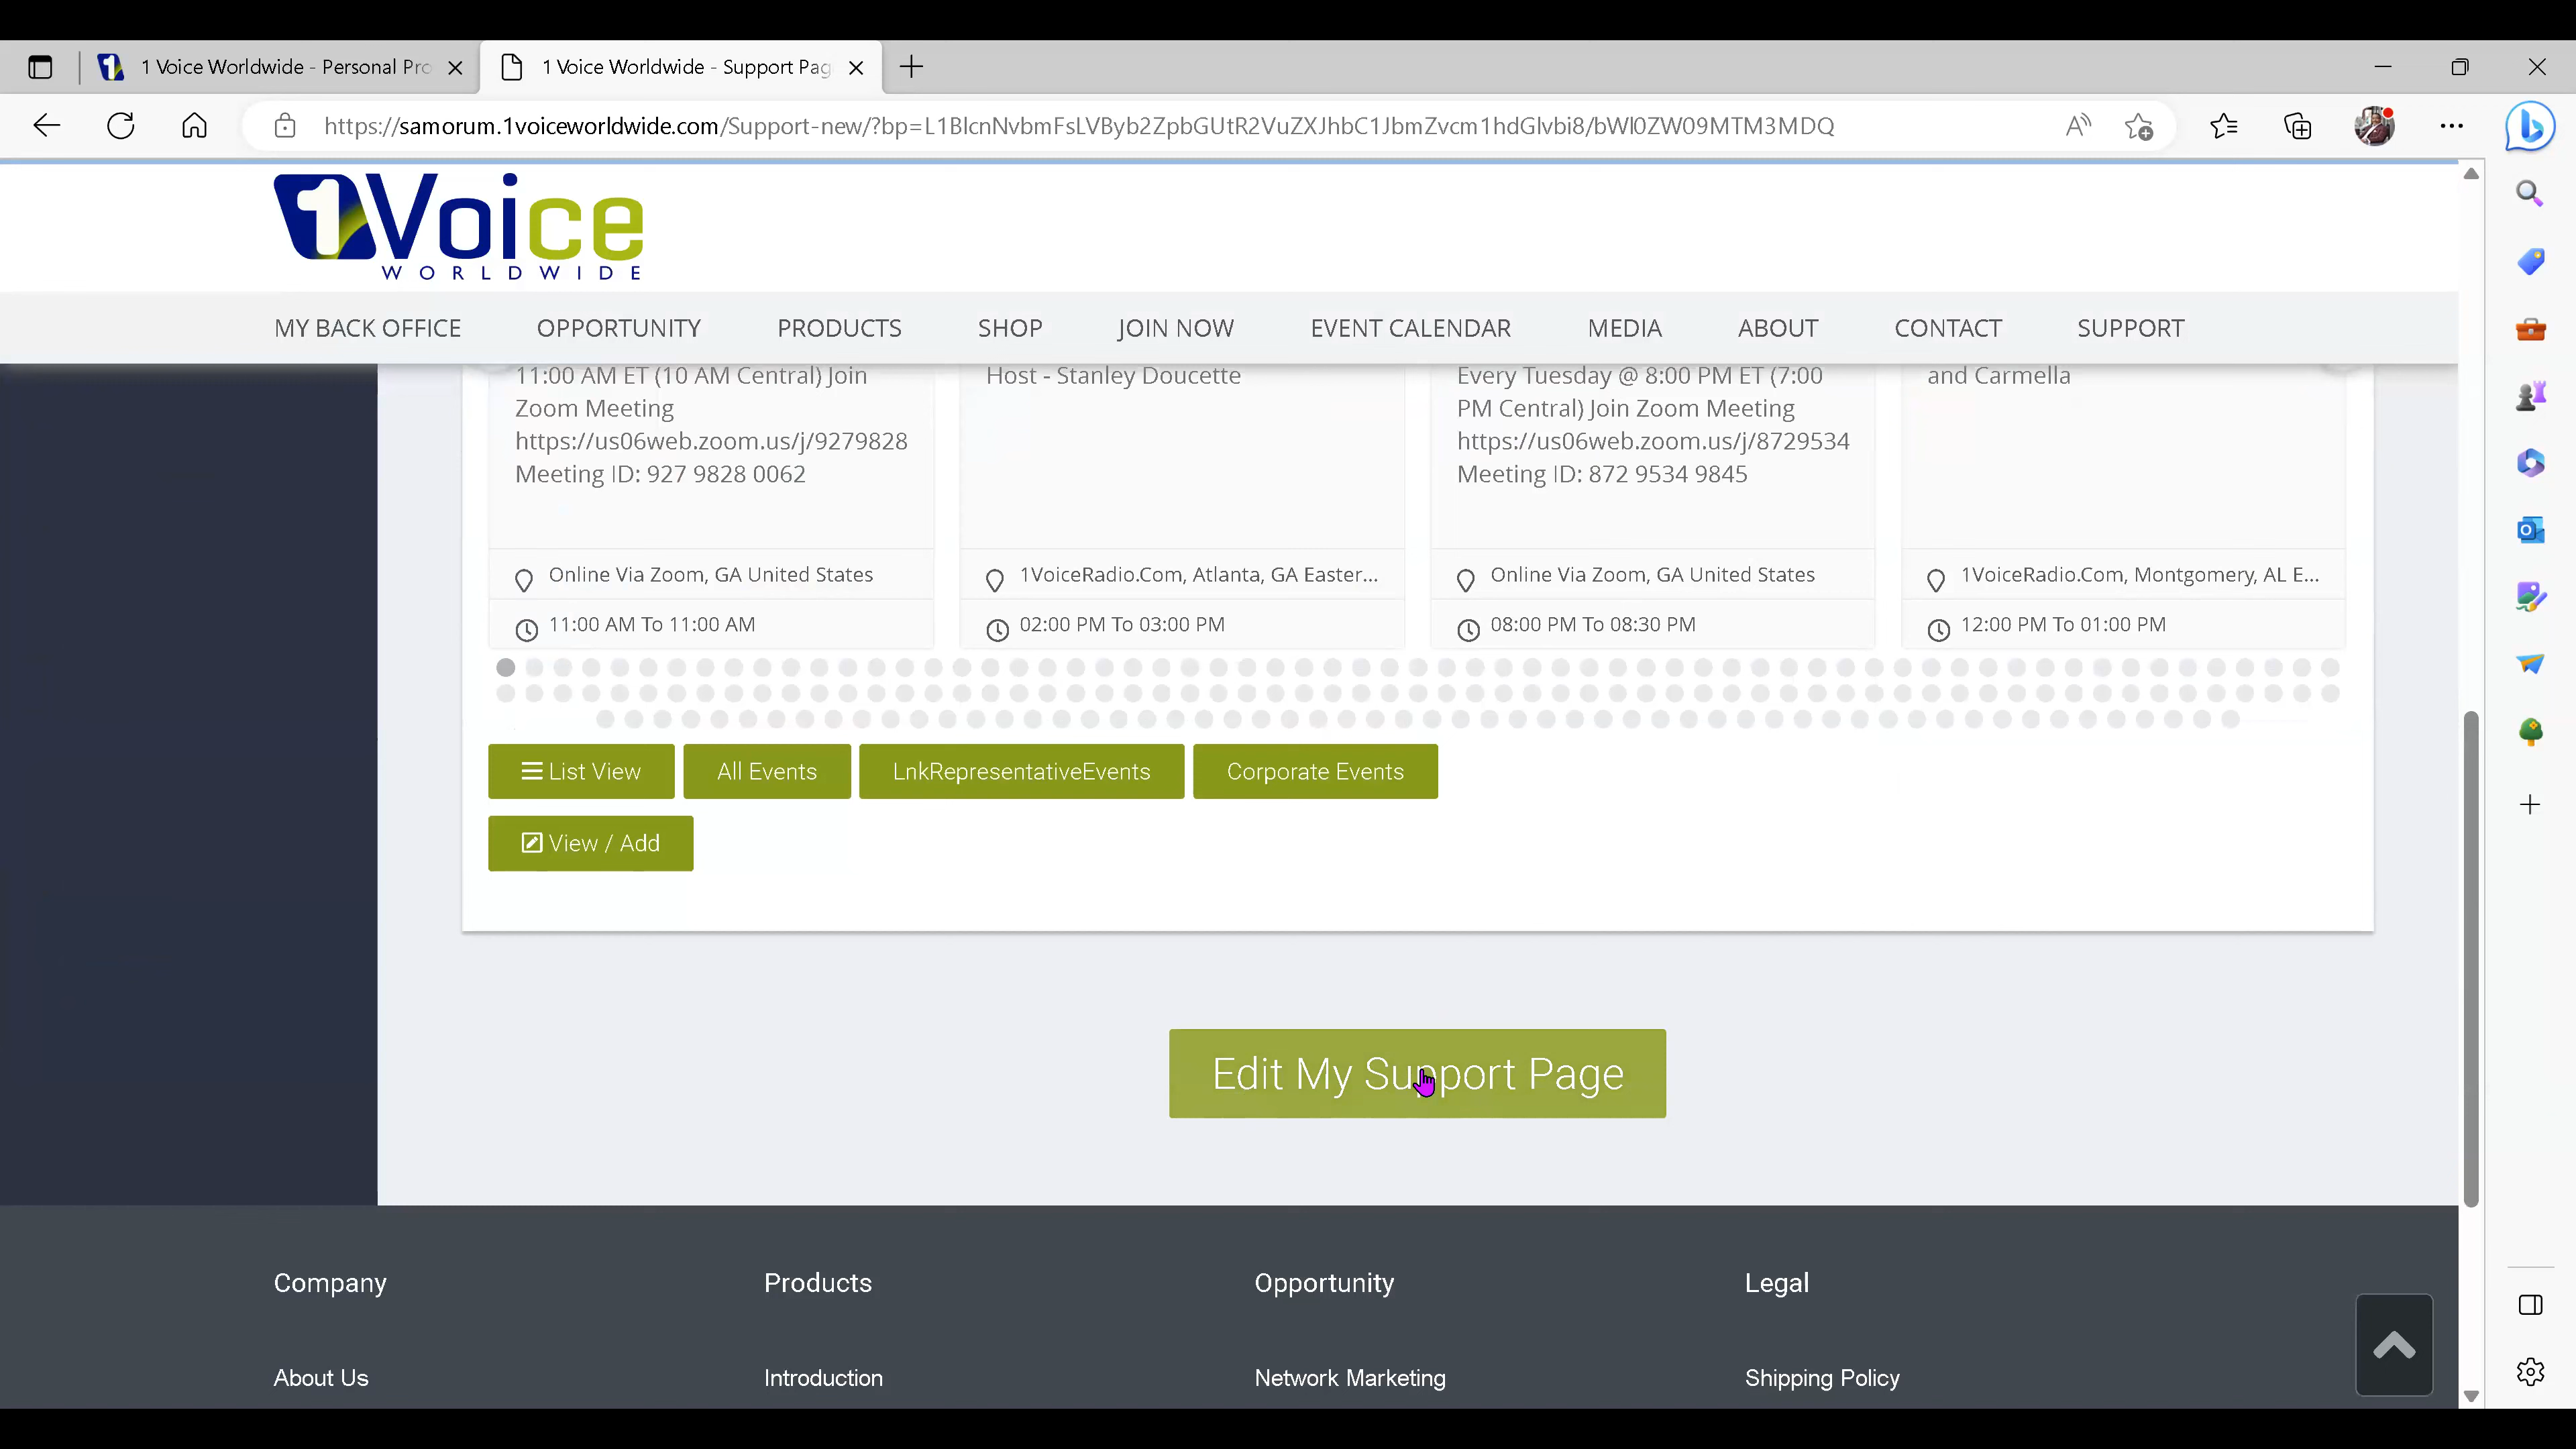 1 Voice Worldwide - Personal Pro
1 Voice Worldwide - Support Pag
https://samorum.1voiceworldwide.com/Support-new/?bp=L1BlcnNvbmFsLVByb2ZpbGUtR2VuZXJhbC1JbmZvcm1hdGlvbi8/bWl0ZW09MTM3MDQ
1Voice
WORLDWIDE
MY BACK OFFICE OPPORTUNITY PRODUCTS SHOP JOIN NOW EVENT CALENDAR MEDIA ABOUT CONTACT SUPPORT
11:00 AM ET (10 AM Central) Join
Zoom Meeting
https://us06web.zoom.us/j/9279828
Meeting ID: 927 9828 0062
Online Via Zoom, GA United States
11:00 AM To 11:00 AM
Host - Stanley Doucette
1VoiceRadio.Com, Atlanta, GA Easter...
02:00 PM To 03:00 PM
Every Tuesday @ 8:00 PM ET (7:00
PM Central) Join Zoom Meeting
https://us06web.zoom.us/j/8729534
Meeting ID: 872 9534 9845
Online Via Zoom, GA United States
08:00 PM To 08:30 PM
and Carmella
1VoiceRadio.Com, Montgomery, AL E...
12:00 PM To 01:00 PM
List View All Events LnkRepresentativeEvents Corporate Events
View / Add
Edit My Support Page
Company Products Opportunity Legal
About Us Introduction Network Marketing Shipping Policy